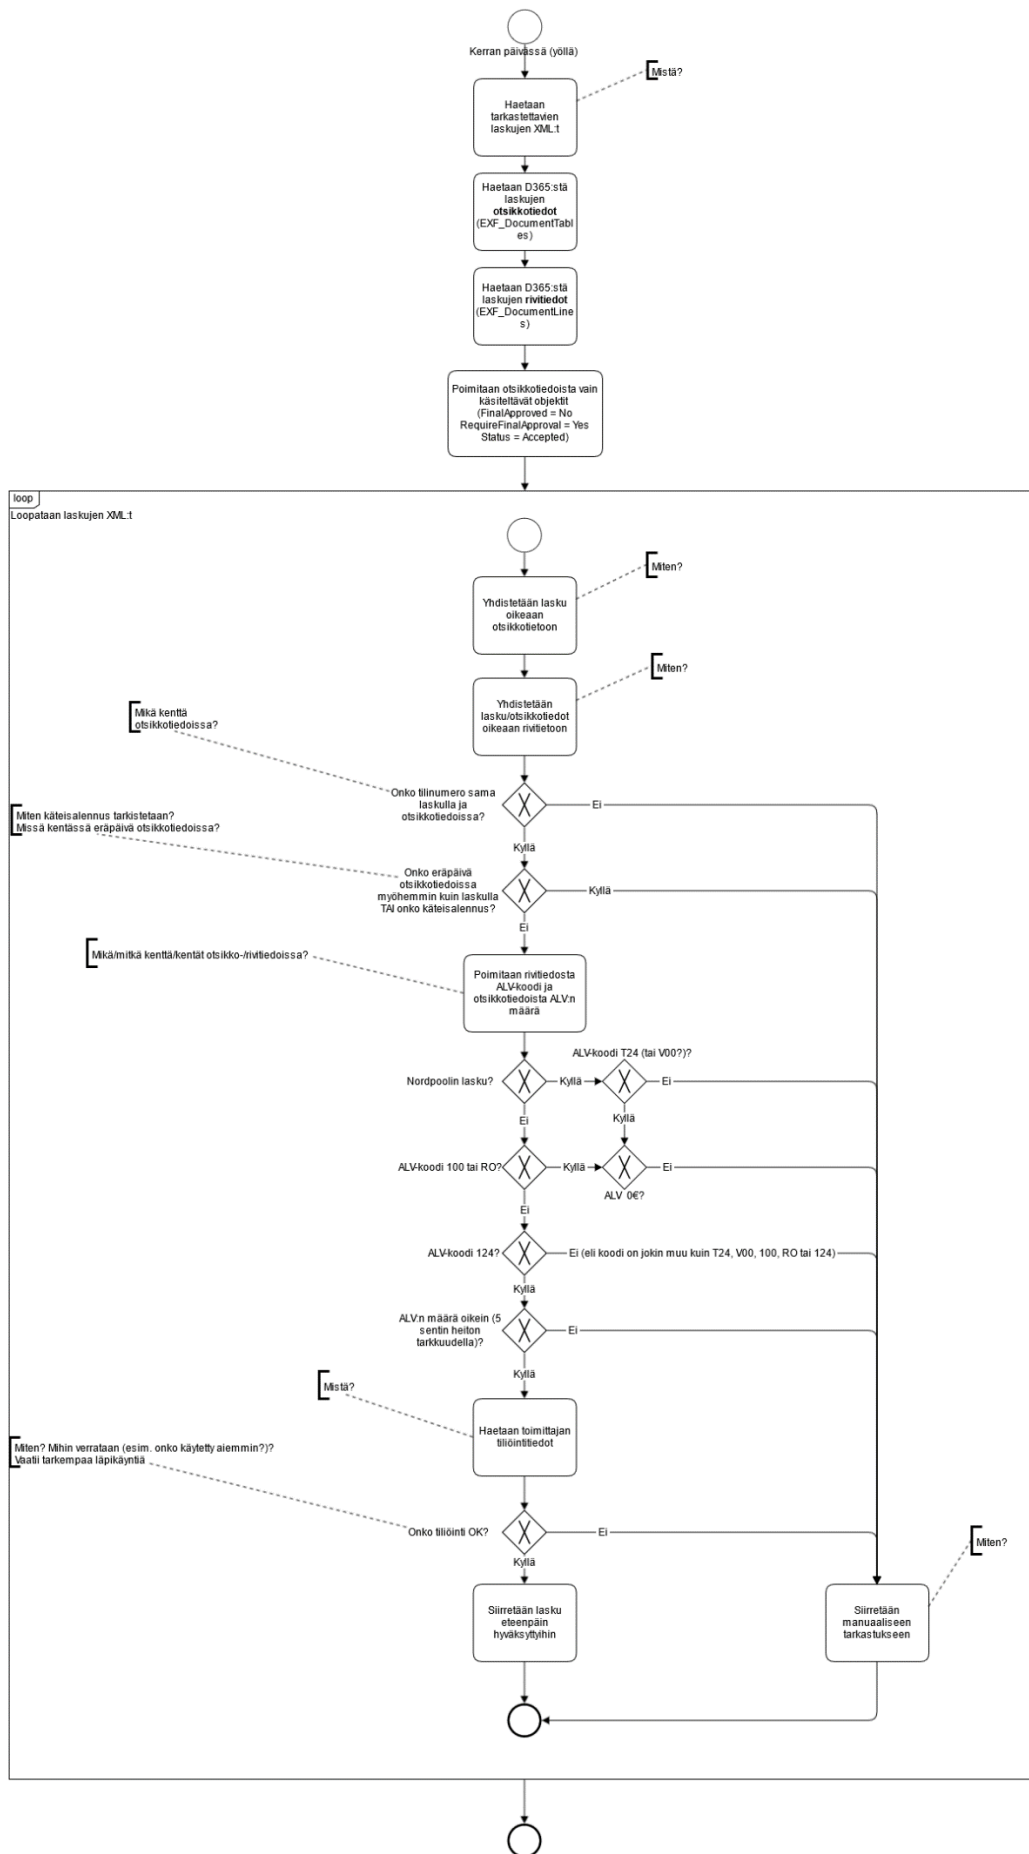 Kerran päivässä (yöllä)
Mistä?
Haetaan
tarkastettavien
laskujen XML:t
Haetaan D365:stä
laskujen
otsikkotiedot
(EXF_DocumentTabl
es)
Haetaan D365:stä
laskujen rivitiedot
(EXF_DocumentLine
s)
Poimitaan otsikkotiedoista vain
käsiteltävät objektit
(FinalApproved = No
RequireFinalApproval = Yes
Status = Accepted)
loop
Loopataan laskujen XML:t
Miten?
Yhdistetään lasku
oikeaan
otsikkotietoon
Miten?
Yhdistetään
lasku/otsikkotiedot
oikeaan rivitietoon
Mikä kenttä
otsikkotiedoissa?
Onko tilinumero sama
laskulla ja
otsikkotiedoissa?
Ei
Kyllä
Miten käteisalennus tarkistetaan?
Missä kentässä eräpäivä otsikkotiedoissa?
Onko eräpäivä
otsikkotiedoissa
myöhemmin kuin laskulla
TAI onko käteisalennus?
Kyllä
Ei
Mikä/mitkä kenttä/kentät otsikko-/rivitiedoissa?
Poimitaan rivitiedosta
ALV-koodi ja
otsikkotiedoista ALV:n
määrä
ALV-koodi T24 (tai V00?)?
Nordpoolin lasku?
Kyllä
Ei
Ei
Kyllä
ALV-koodi 100 tai RO?
Kyllä
Ei
ALV 0€?
Ei
ALV-koodi 124?
Ei (eli koodi on jokin muu kuin T24, V00, 100, RO tai 124)
Kyllä
ALV:n määrä oikein (5
sentin heiton
tarkkuudella)?
Ei
Kyllä
Mistä?
Haetaan toimittajan
tiliöintitiedot
Miten? Mihin verrataan (esim. onko käytetty aiemmin?)?
Vaatii tarkempaa läpikäyntiä
Onko tiliöinti OK?
Ei
Kyllä
Miten?
Siirretään lasku
eteenpäin
hyväksyttyihin
Siirretään
manuaaliseen
tarkastukseen